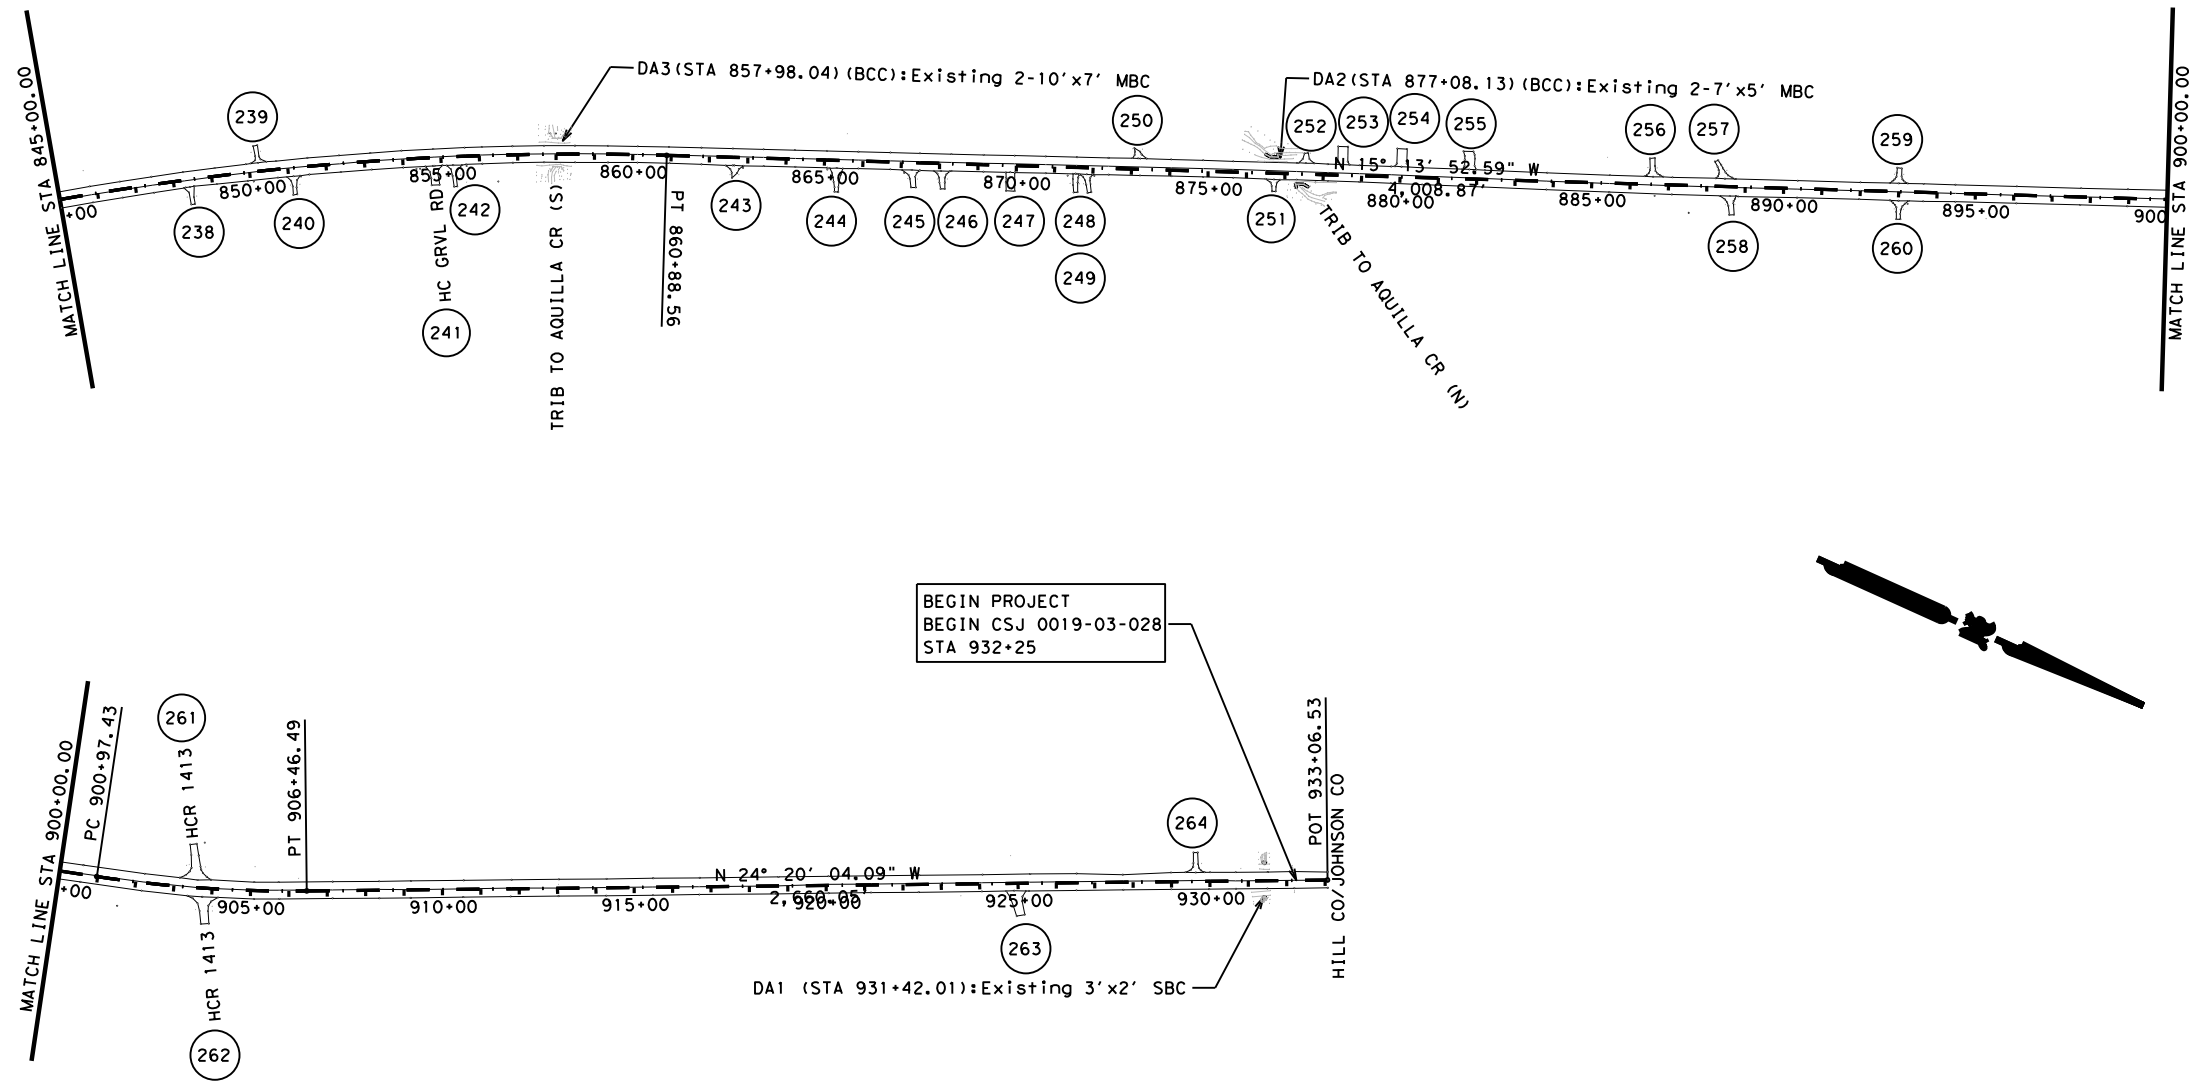 MATCH LINE STA 845+00.00
DA3(STA 857+98.04)(BCC):Existing 2-10'x7' MBC
DA2(STA 877+08.13)(BCC):Existing 2-7'x5' MBC
MATCH LINE STA 900+00.00
239
250
252
253
254
255
256
257
259
N 15° 13' 52.59" W
4,008.87'
+00
850+00
855+00
860+00
865+00
870+00
875+00
880+00
885+00
890+00
895+00
900
238
240
HC GRVL RD
241
242
TRIB TO AQUILLA CR (S)
PT 860+88.56
243
244
245
246
247
248
249
251
TRIB TO AQUILLA CR (N)
258
260
BEGIN PROJECT
BEGIN CSJ 0019-03-028
STA 932+25
MATCH LINE STA 900+00.00
PC 900+97.43
261
HCR 1413
PT 906+46.49
264
POT 933+06.53
HILL CO/JOHNSON CO
N 24° 20' 04.09" W
2,660.05
+00
905+00
910+00
915+00
920+00
925+00
930+00
HCR 1413
262
263
DA1 (STA 931+42.01):Existing 3'x2' SBC